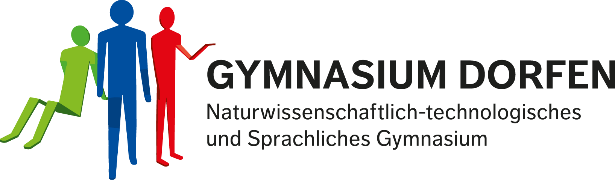 GYMNASIUM DORFEN
Naturwissenschaftlich-technologisches
und Sprachliches Gymnasium